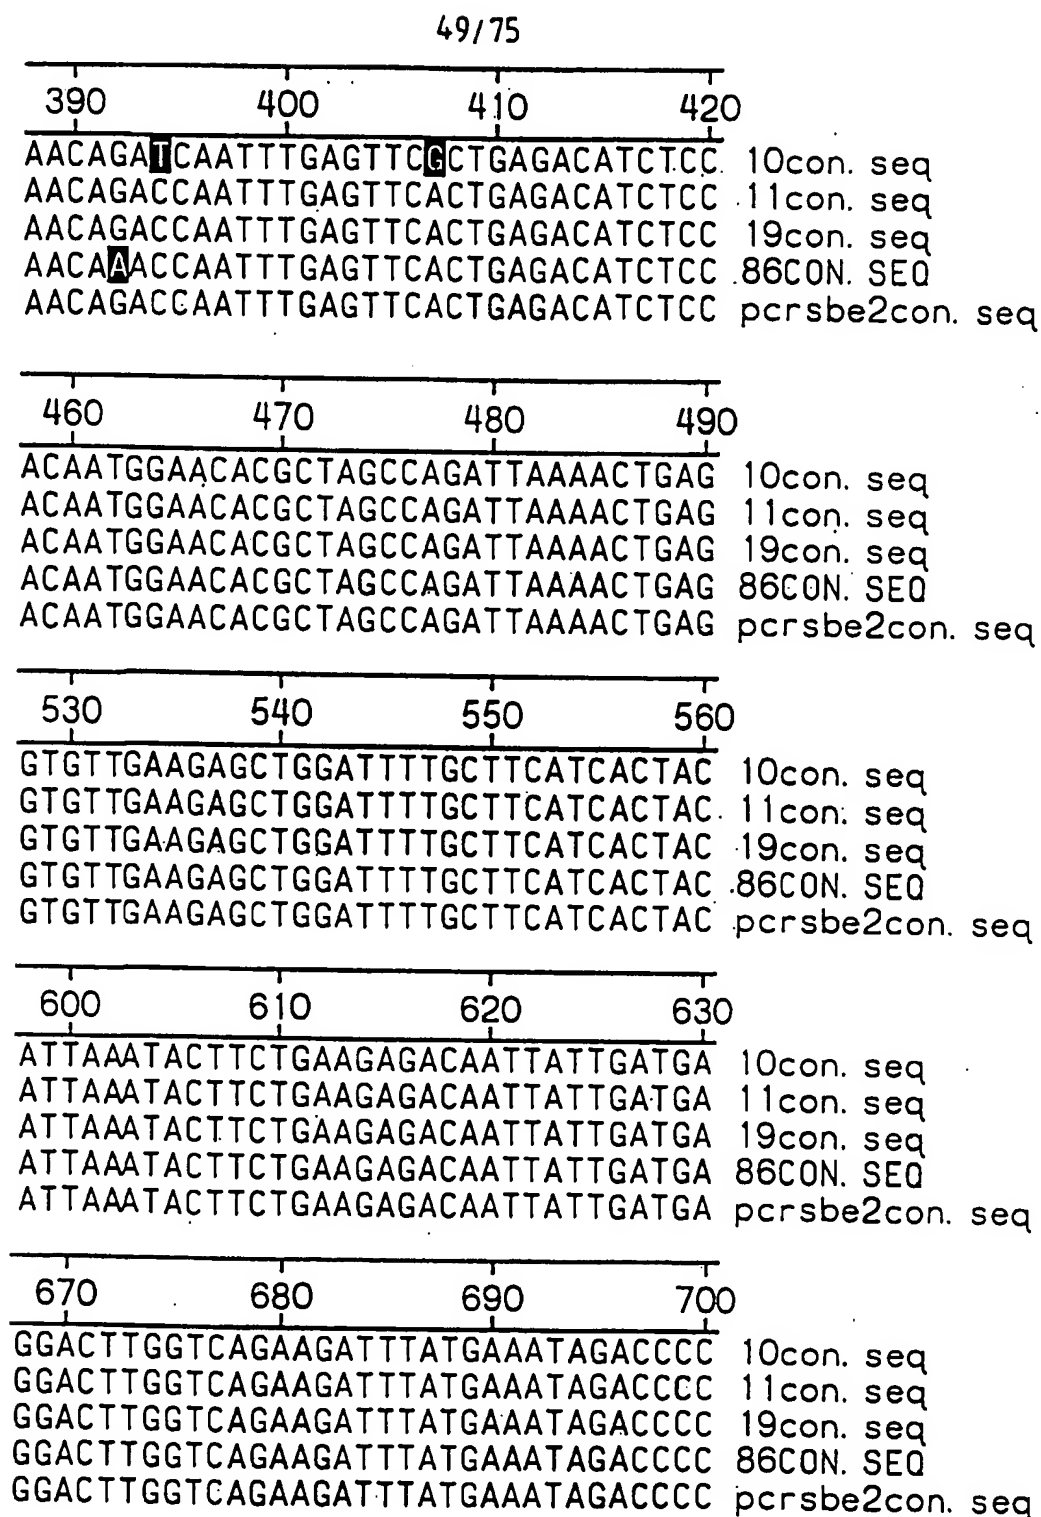 49/75
390 400 410 420
AACAGATCAATTTGAGTTCGCTGAGACATCTCC 10con. seq
AACAGACCAATTTGAGTTCACTGAGACATCTCC 11con. seq
AACAGACCAATTTGAGTTCACTGAGACATCTCC 19con. seq
AACAAACCAATTTGAGTTCACTGAGACATCTCC 86CON. SEQ
AACAGACCAATTTGAGTTCACTGAGACATCTCC pcrsbe2con. seq
460 470 480 490
ACAATGGAACACGCTAGCCAGATTAAAACTGAG 10con. seq
ACAATGGAACACGCTAGCCAGATTAAAACTGAG 11con. seq
ACAATGGAACACGCTAGCCAGATTAAAACTGAG 19con. seq
ACAATGGAACACGCTAGCCAGATTAAAACTGAG 86CON. SEQ
ACAATGGAACACGCTAGCCAGATTAAAACTGAG pcrsbe2con. seq
530 540 550 560
GTGTTGAAGAGCTGGATTTTGCTTCATCACTAC 10con. seq
GTGTTGAAGAGCTGGATTTTGCTTCATCACTAC 11con. seq
GTGTTGAAGAGCTGGATTTTGCTTCATCACTAC 19con. seq
GTGTTGAAGAGCTGGATTTTGCTTCATCACTAC 86CON. SEQ
GTGTTGAAGAGCTGGATTTTGCTTCATCACTAC pcrsbe2con. seq
600 610 620 630
ATTAAATACTTCTGAAGAGACAATTATTGATGA 10con. seq
ATTAAATACTTCTGAAGAGACAATTATTGATGA 11con. seq
ATTAAATACTTCTGAAGAGACAATTATTGATGA 19con. seq
ATTAAATACTTCTGAAGAGACAATTATTGATGA 86CON. SEQ
ATTAAATACTTCTGAAGAGACAATTATTGATGA pcrsbe2con. seq
670 680 690 700
GGACTTGGTCAGAAGATTTATGAAATAGACCCC 10con. seq
GGACTTGGTCAGAAGATTTATGAAATAGACCCC 11con. seq
GGACTTGGTCAGAAGATTTATGAAATAGACCCC 19con. seq
GGACTTGGTCAGAAGATTTATGAAATAGACCCC 86CON. SEQ
GGACTTGGTCAGAAGATTTATGAAATAGACCCC pcrsbe2con. seq